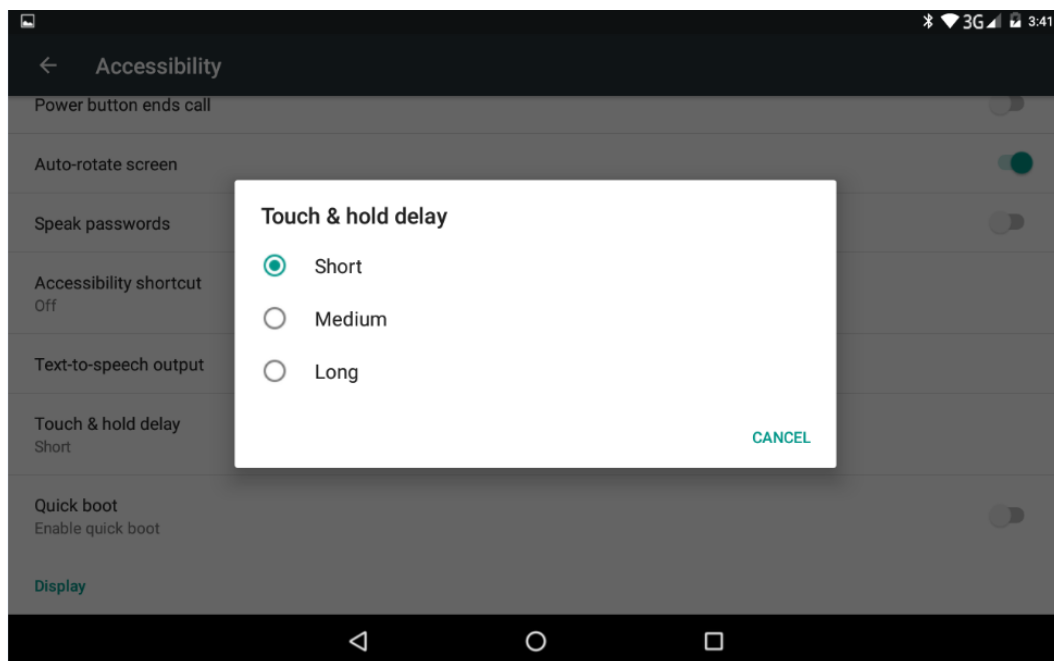 3G 3:41
Accessibility
Power button ends call
Auto-rotate screen
Speak passwords
Accessibility shortcut
Off
Text-to-speech output
Touch & hold delay
Short
Quick boot
Enable quick boot
Display
Touch & hold delay
Short
Medium
Long
CANCEL